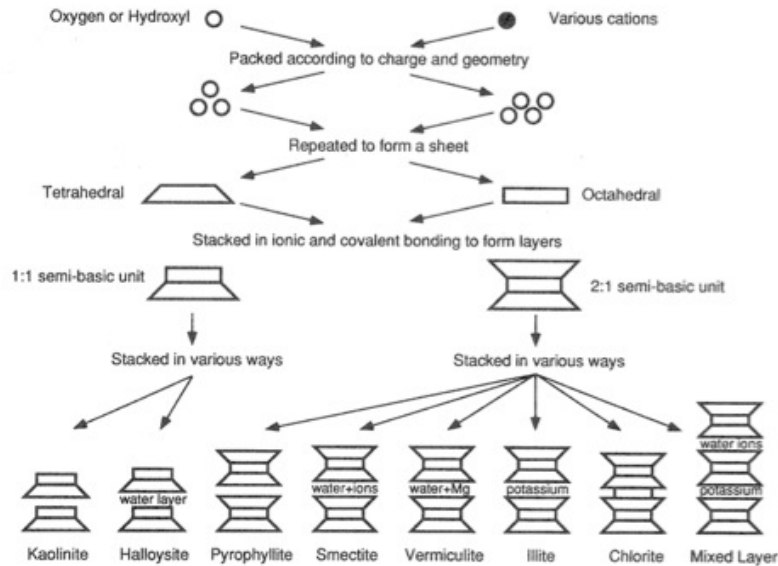 Oxygen or Hydroxyl
Various cations
Packed according to charge and geometry
Repeated to form a sheet
Tetrahedral
Octahedral
Stacked in ionic and covalent bonding to form layers
1:1 semi-basic unit
2:1 semi-basic unit
Stacked in various ways
Stacked in various ways
water ions
water layer
water+ions
water+Mg
potassium
potassium
Kaolinite
Halloysite
Pyrophyllite
Smectite
Vermiculite
Illite
Chlorite
Mixed Layer